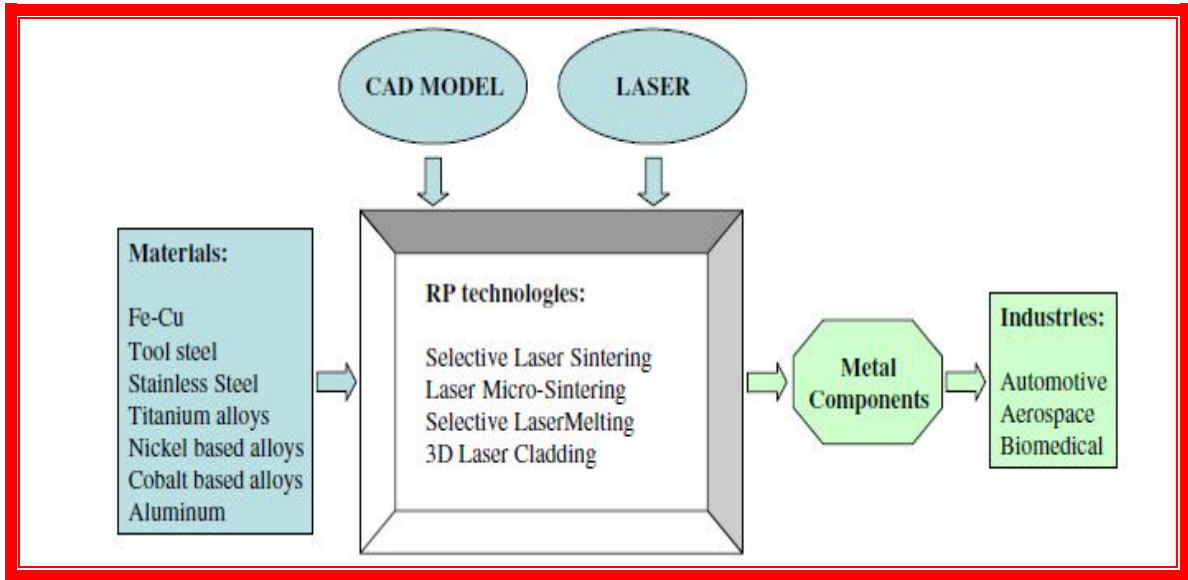 CAD MODEL
LASER
Materials:
Fe-Cu
Tool steel
Stainless Steel
Titanium alloys
Nickel based alloys
Cobalt based alloys
Aluminum
RP technologies:
Selective Laser Sintering
Laser Micro-Sintering
Selective LaserMelting
3D Laser Cladding
Metal
Components
Industries:
Automotive
Aerospace
Biomedical